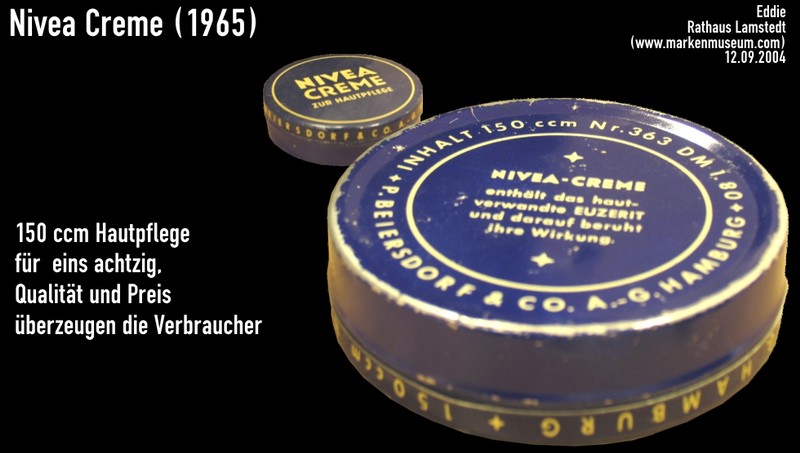 Nivea Creme (1965)
Eddie
Rathaus Lamstedt
(www.markenmuseum.com)
12.09.2004
NIVEA
CREME
ZUR HAUTPFLEGE
BEIERSDORF & CO. A.
INHALT 150 ccm Nr. 363 DM 1.80
NIVEA-CREME
enthält das haut-
verwandte EUZERIT
und darauf beruht
ihre Wirkung.
P. BEIERSDORF & CO. A.-G. HAMBURG
150 ccm Hautpflege
für eins achtzig,
Qualität und Preis
überzeugen die Verbraucher
HAMBURG + 150 ccm